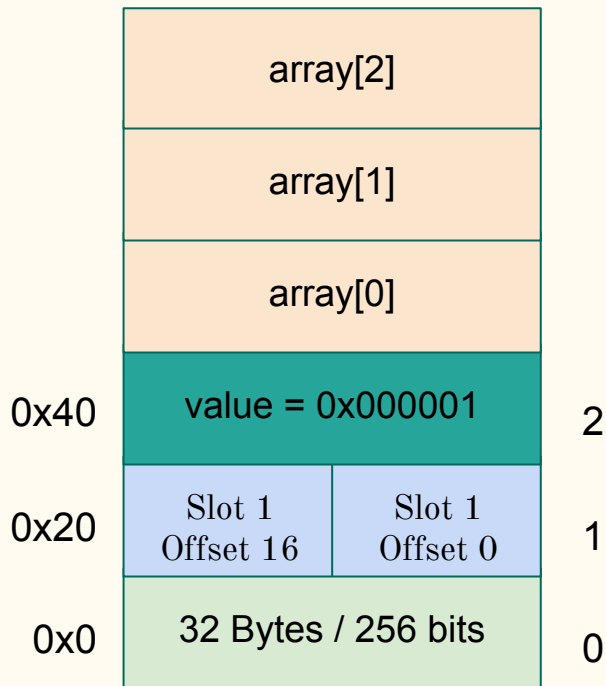 array[2]
array[1]
array[0]
0x40 value = 0x000001 2
0x20 Slot 1 Offset 16 Slot 1 Offset 0 1
0x0 32 Bytes / 256 bits 0